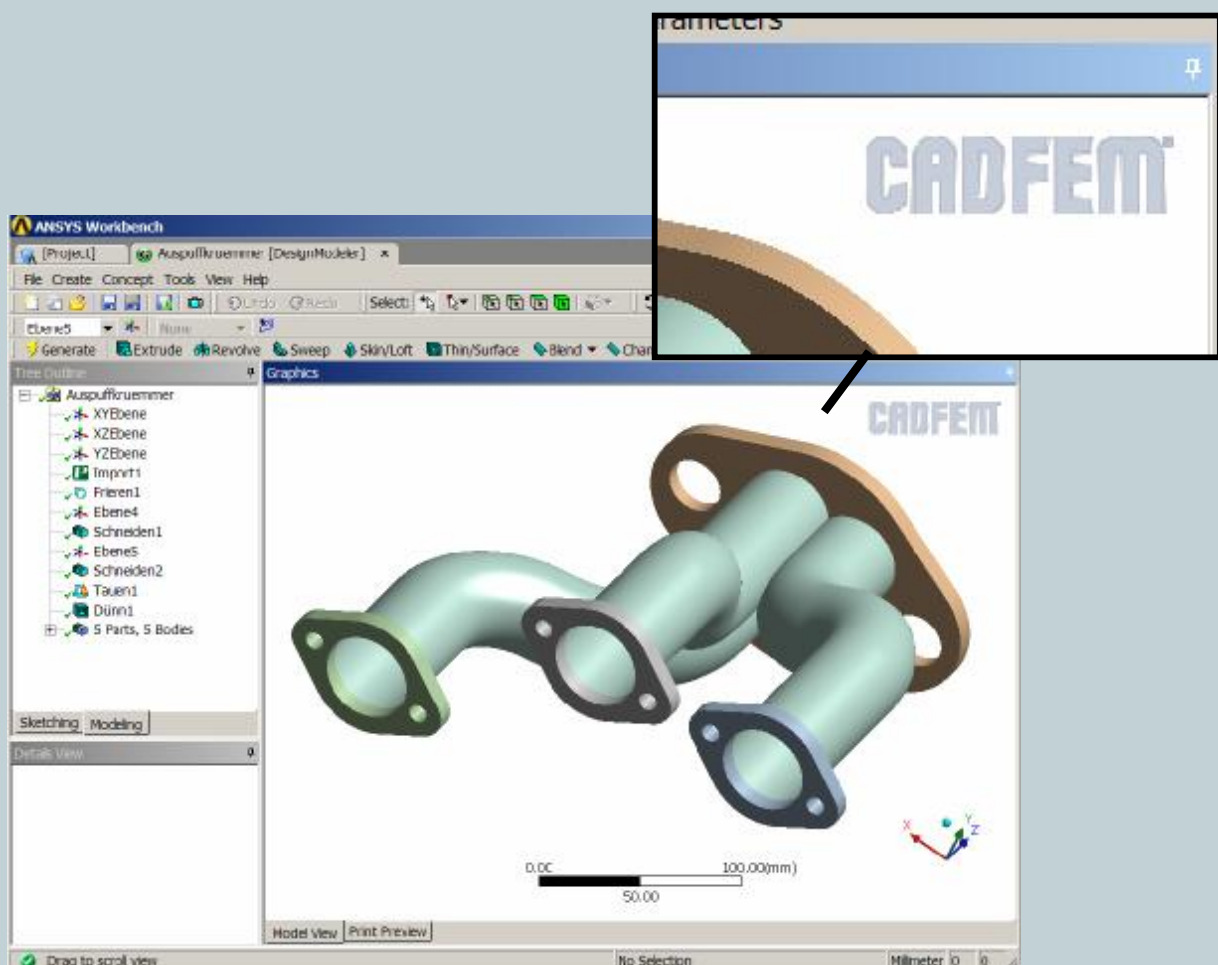 rameters
CADFEM
ANSYS Workbench
[Project] Auspuffkruemmer [DesignModeler] ×
File Create Concept Tools View Help
Undo Redo Select:
Ebene5 None
Generate Extrude Revolve Sweep Skin/Loft Thin/Surface Blend Cham
Tree Outline
Auspuffkruemmer
XYEbene
XZEbene
YZEbene
Import1
Frieren1
Ebene4
Schneiden1
Ebene5
Schneiden2
Tauen1
Dünn1
5 Parts, 5 Bodies
Sketching Modeling
Details View
Graphics
CADFEM
X Y Z
0.00 100.00(mm)
50.00
Model View Print Preview
Drag to scroll view No Selection Millimeter 0 0